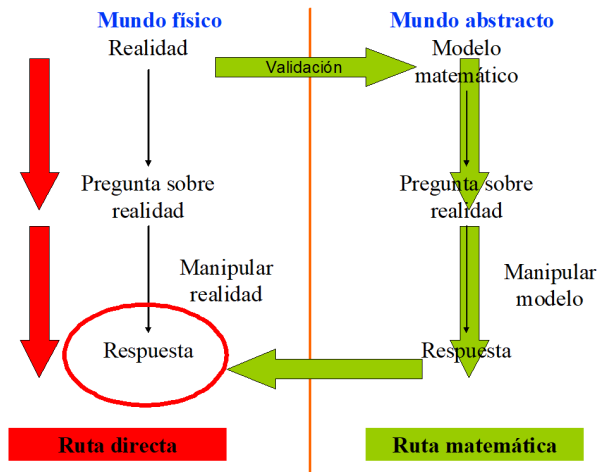 Mundo físico
Realidad
Pregunta sobre
realidad
Manipular
realidad
Respuesta
Ruta directa
Validación
Mundo abstracto
Modelo
matemático
Pregunta sobre
realidad
Manipular
modelo
Respuesta
Ruta matemática